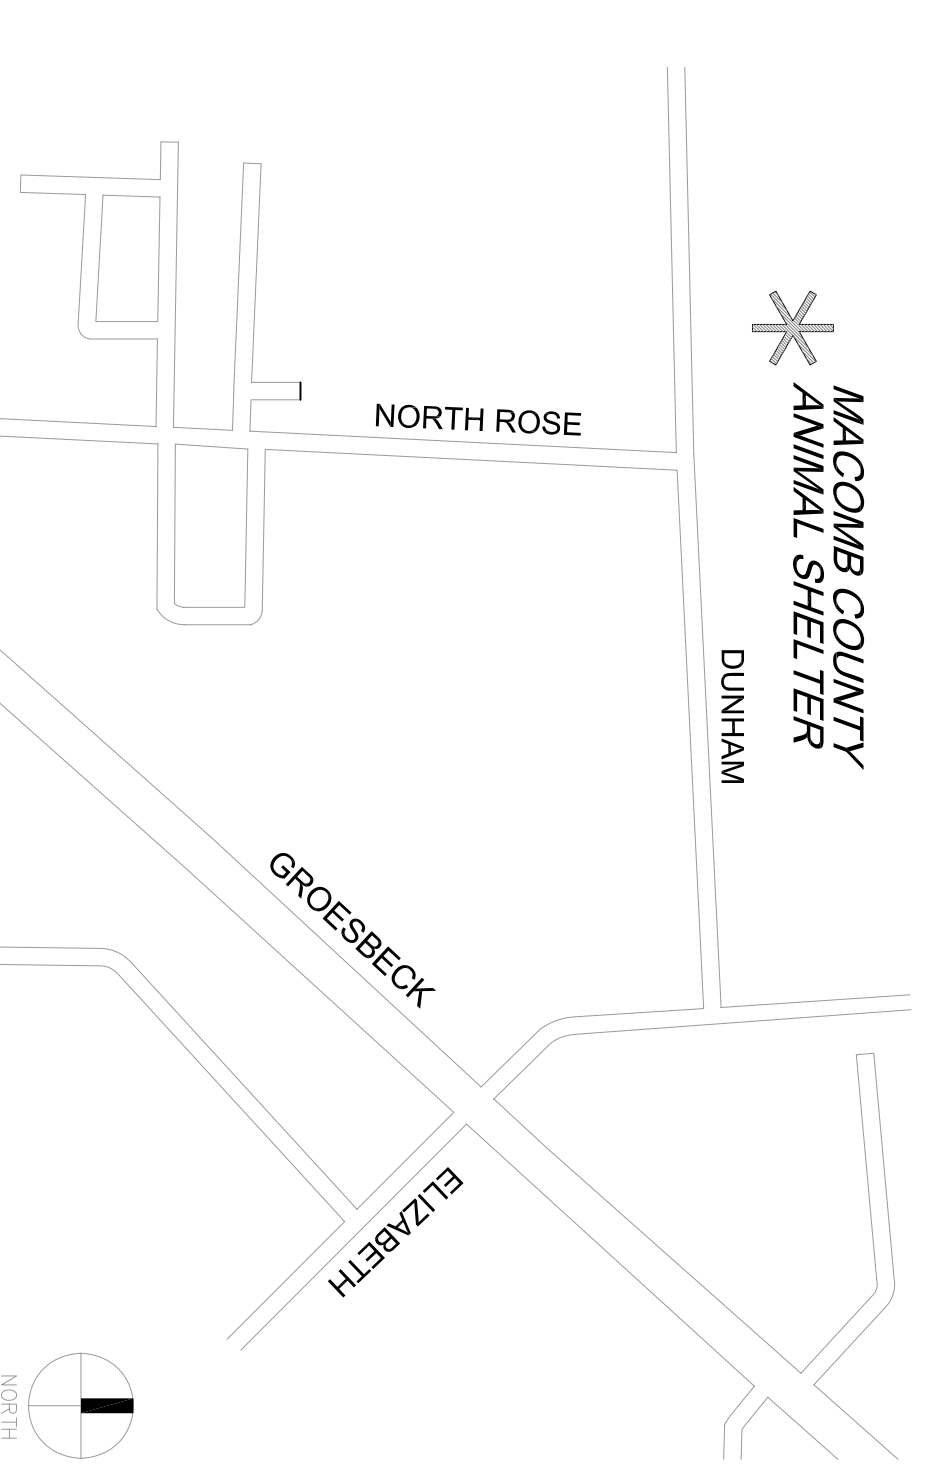 NORTH ROSE
MACOMB COUNTY
ANIMAL SHELTER
DUNHAM
GROESBECK
ELIZABETH
NORTH